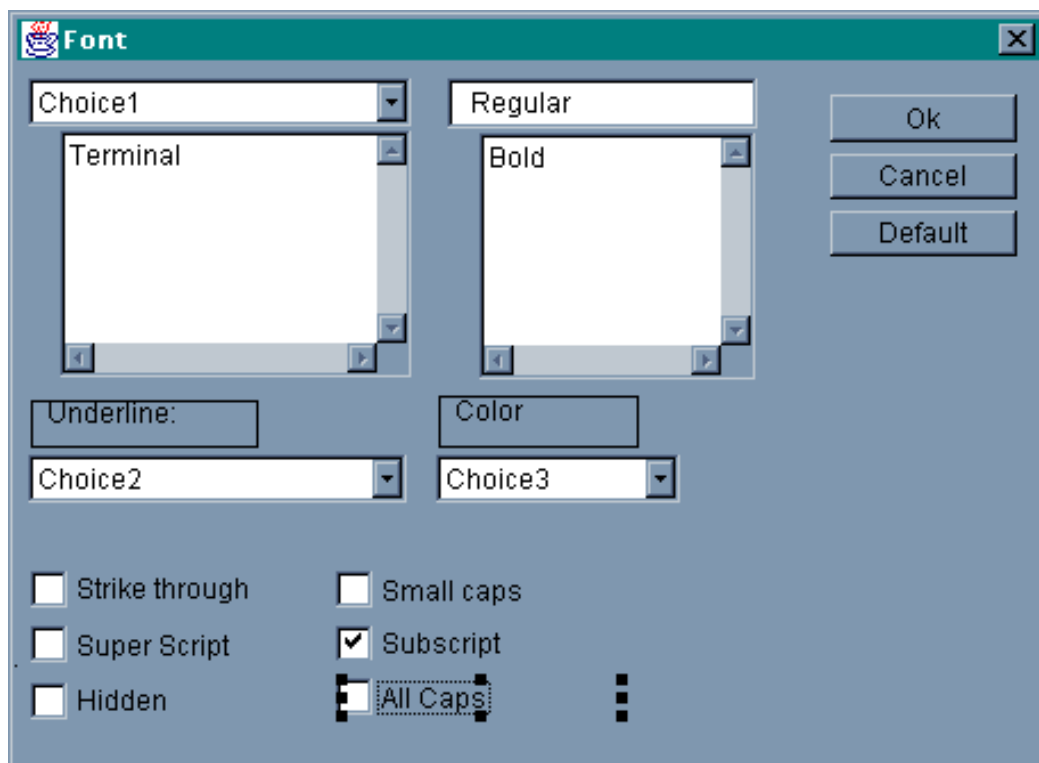 Font
Choice1
Regular
Ok
Terminal
Bold
Cancel
Default
Underline:
Color
Choice2
Choice3
Strike through
Small caps
Super Script
Subscript
Hidden
All Caps